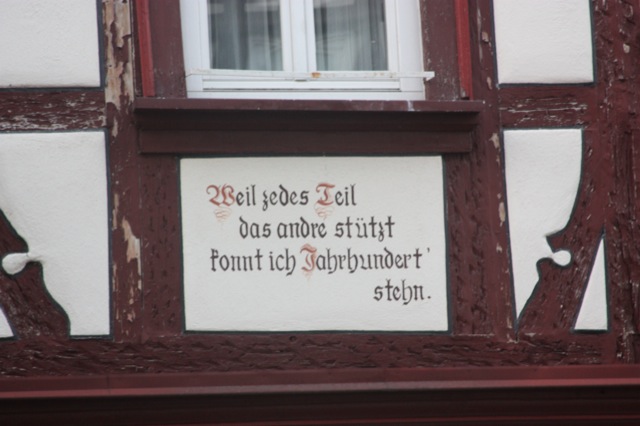 Weil jedes Teil
das andre stützt
konnt ich Jahrhundert'
stehn.